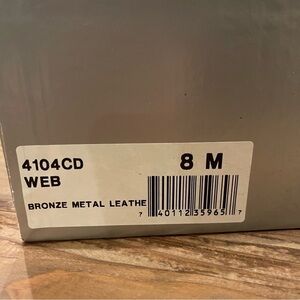 4104CD 8 M
WEB
BRONZE METAL LEATHE
7 40112 35965 7